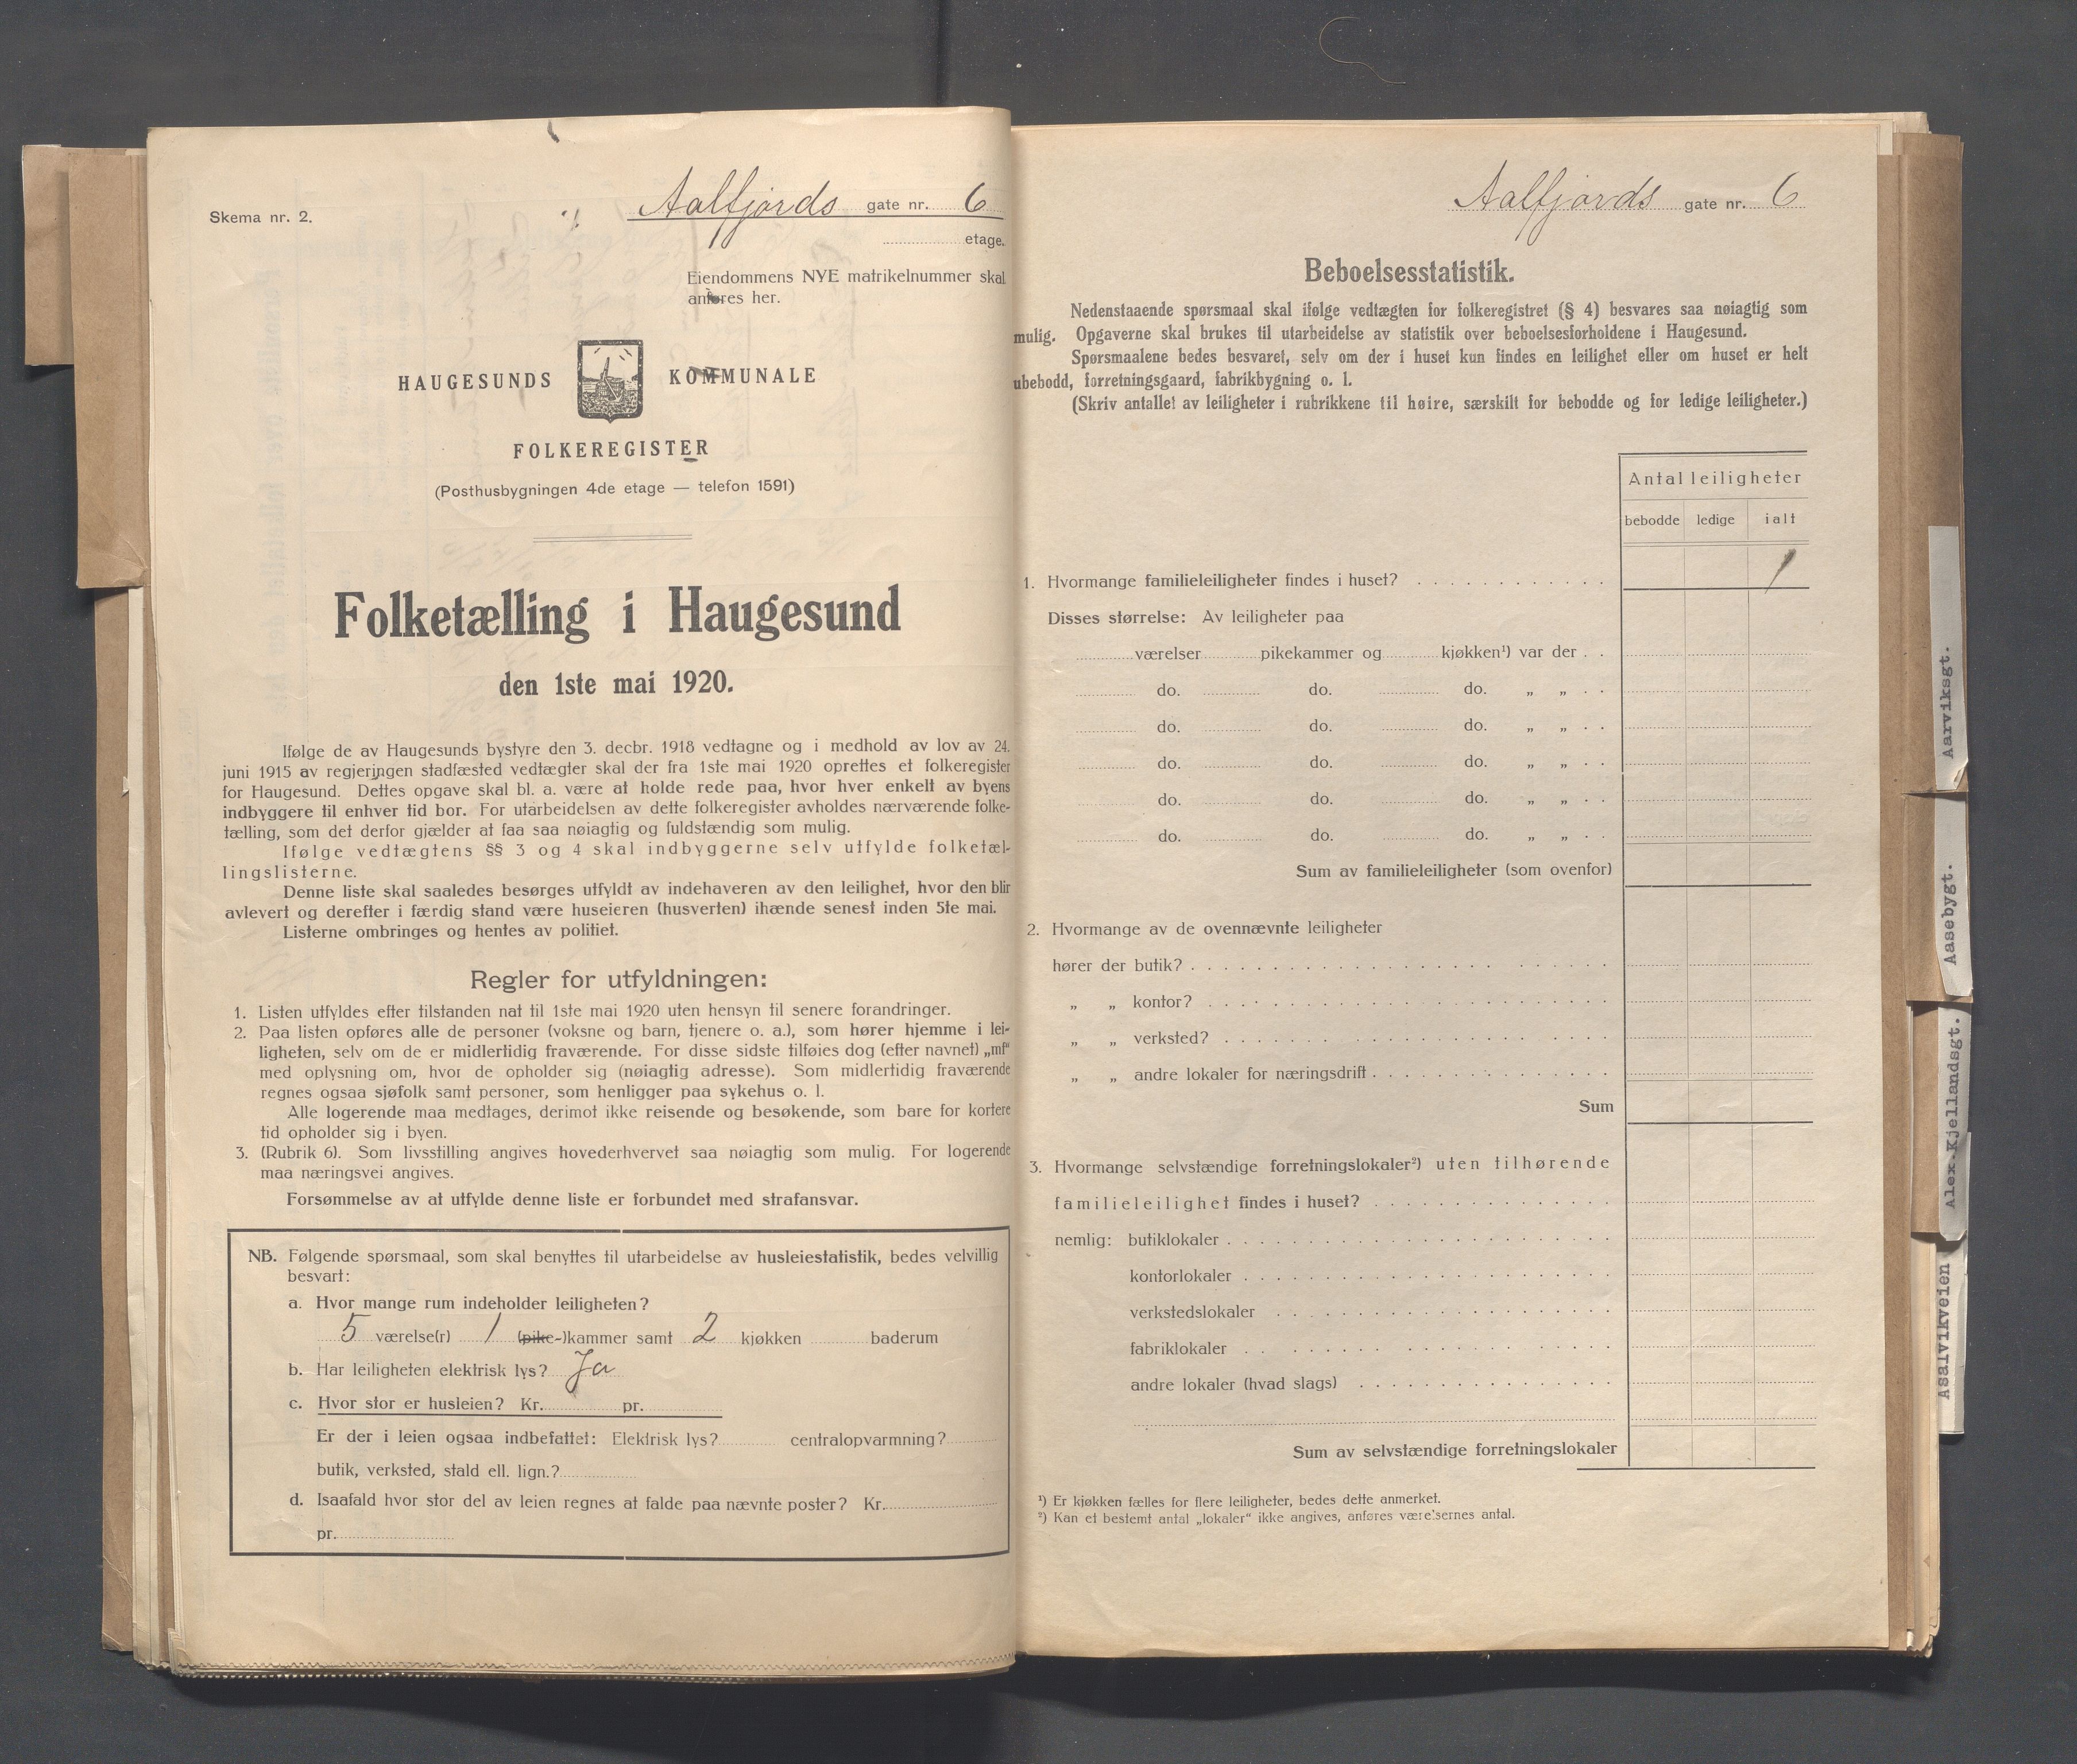 Skema nr. 2.
Aalfjords gate nr. 6
etage.
Eiendommens NYE matrikelnummer skal
anføres her.
HAUGESUNDS KOMMUNALE
FOLKEREGISTER
(Posthusbygningen 4de etage — telefon 1591)
Folketælling i Haugesund
den 1ste mai 1920.
Ifølge de av Haugesunds bystyre den 3. decbr. 1918 vedtagne og i medhold av lov av 24.
juni 1915 av regjeringen stadfæsted vedtægter skal der fra 1ste mai 1920 oprettes et folkeregister
for Haugesund. Dettes opgave skal bl. a. være at holde rede paa, hvor hver enkelt av byens
indbyggere til enhver tid bor. For utarbeidelsen av dette folkeregister avholdes nærværende folke-
tælling, som det derfor gjælder at faa saa nøiagtig og fuldstændig som mulig.
Ifølge vedtægtens §§ 3 og 4 skal indbyggerne selv utfylde folketæl-
lingslisterne.
Denne liste skal saaledes besørges utfyldt av indehaveren av den leilighet, hvor den blir
avlevert og derefter i færdig stand være huseieren (husverten) ihænde senest inden 5te mai.
Listerne ombringes og hentes av politiet.
Regler for utfyldningen:
1. Listen utfyldes efter tilstanden nat til 1ste mai 1920 uten hensyn til senere forandringer.
2. Paa listen opføres alle de personer (voksne og barn, tjenere o. a.), som hører hjemme i lei-
ligheten, selv om de er midlertidig fraværende. For disse sidste tilføies dog (efter navnet) „mf"
med oplysning om, hvor de opholder sig (nøiagtig adresse). Som midlertidig fraværende
regnes ogsaa sjøfolk samt personer, som henligger paa sykehus o. l.
Alle logerende maa medtages, derimot ikke reisende og besøkende, som bare for kortere
tid opholder sig i byen.
3. (Rubrik 6). Som livsstilling angives hovederhvervet saa nøiagtig som mulig. For logerende
maa næringsvei angives.
Forsømmelse av at utfylde denne liste er forbundet med strafansvar.
NB. Følgende spørsmaal, som skal benyttes til utarbeidelse av husleiestatistik, bedes velvillig
besvart:
a. Hvor mange rum indeholder leiligheten?
5 værelse(r) 1 (pike-)kammer samt 2 kjøkken baderum
b. Har leiligheten elektrisk lys? Ja
c. Hvor stor er husleien? Kr. pr.
Er der i leien ogsaa indbefattet: Elektrisk lys? centralopvarmning?
butik, verksted, stald ell. lign.?
d. Isaafald hvor stor del av leien regnes at falde paa nævnte poster? Kr.
pr.
Aalfjords gate nr. 6
Beboelsesstatistik.
Nedenstaaende spørsmaal skal ifølge vedtægten for folkeregistret (§ 4) besvares saa nøiagtig som
mulig. Opgaverne skal brukes til utarbeidelse av statistik over beboelsesforholdene i Haugesund.
Spørsmaalene bedes besvaret, selv om der i huset kun findes en leilighet eller om huset er helt
ubebodd, forretningsgaard, fabrikbygning o. l.
(Skriv antallet av leiligheter i rubrikkene til høire, særskilt for bebodde og for ledige leiligheter.)
Antal leiligheter
bebodde ledige ialt
1. Hvormange familieleiligheter findes i huset? 1
Disses størrelse: Av leiligheter paa
værelser pikekammer og kjøkken¹) var der
do. do. do. „ „
do. do. do. „ „
do. do. do. „ „
do. do. do. „ „
do. do. do. „ „
Sum av familieleiligheter (som ovenfor)
2. Hvormange av de ovennævnte leiligheter
hører der butik?
„ „ kontor?
„ „ verksted?
„ „ andre lokaler for næringsdrift
Sum
3. Hvormange selvstændige forretningslokaler²) uten tilhørende
familieleilighet findes i huset?
nemlig: butiklokaler
kontorlokaler
verkstedslokaler
fabriklokaler
andre lokaler (hvad slags)
Sum av selvstændige forretningslokaler
¹) Er kjøkken fælles for flere leiligheter, bedes dette anmerket.
²) Kan et bestemt antal „lokaler" ikke angives, anføres værelsernes antal.
Aarviksgt.
Aasebygt.
Alex.Kjellandsgt.
Asalvikveien